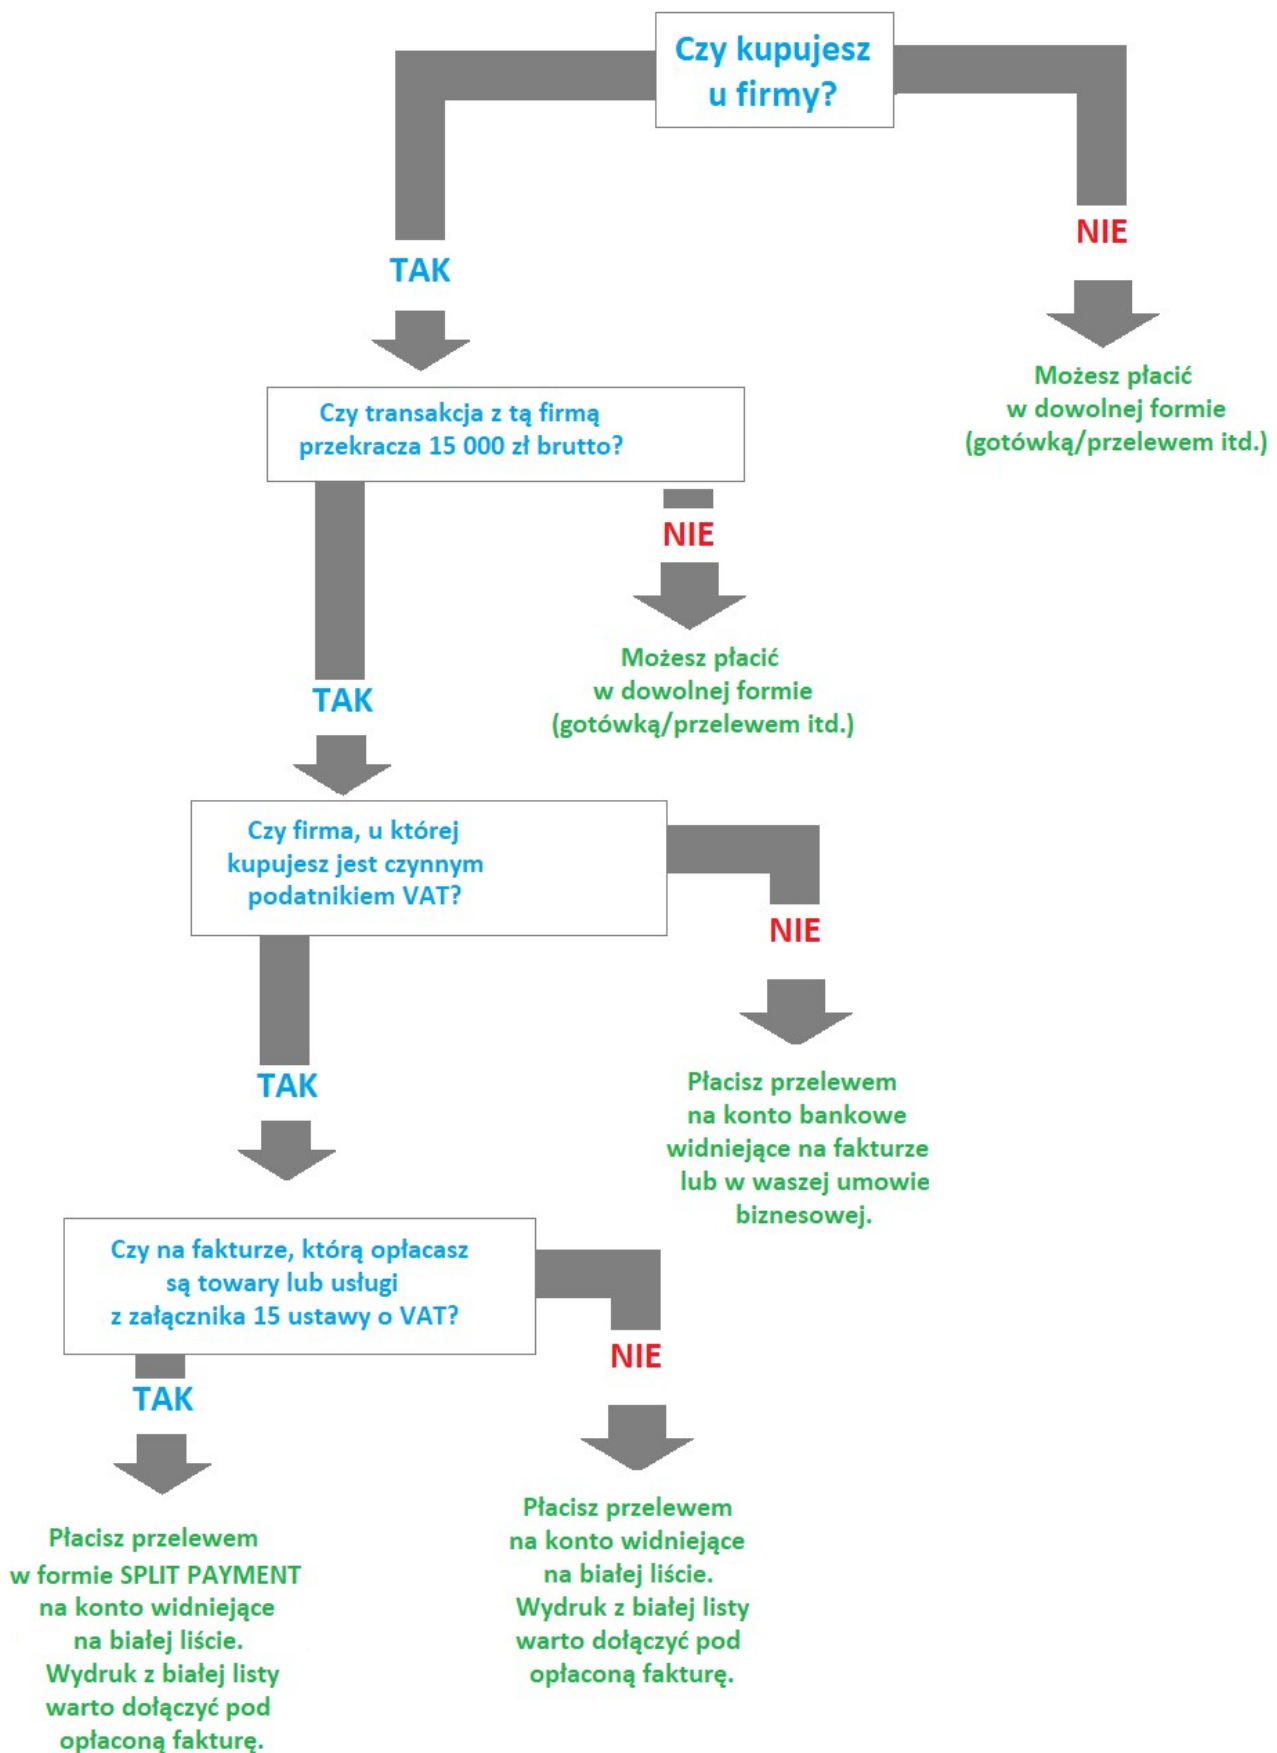 Czy kupujesz
u firmy?
TAK
NIE
Możesz płacić
w dowolnej formie
(gotówką/przelewem itd.)
Czy transakcja z tą firmą
przekracza 15 000 zł brutto?
NIE
Możesz płacić
w dowolnej formie
(gotówką/przelewem itd.)
TAK
Czy firma, u której
kupujesz jest czynnym
podatnikiem VAT?
NIE
Płacisz przelewem
na konto bankowe
widniejące na fakturze
lub w waszej umowie
biznesowej.
TAK
Czy na fakturze, którą opłacasz
są towary lub usługi
z załącznika 15 ustawy o VAT?
NIE
Płacisz przelewem
na konto widniejące
na białej liście.
Wydruk z białej listy
warto dołączyć pod
opłaconą fakturę.
TAK
Płacisz przelewem
w formie SPLIT PAYMENT
na konto widniejące
na białej liście.
Wydruk z białej listy
warto dołączyć pod
opłaconą fakturę.